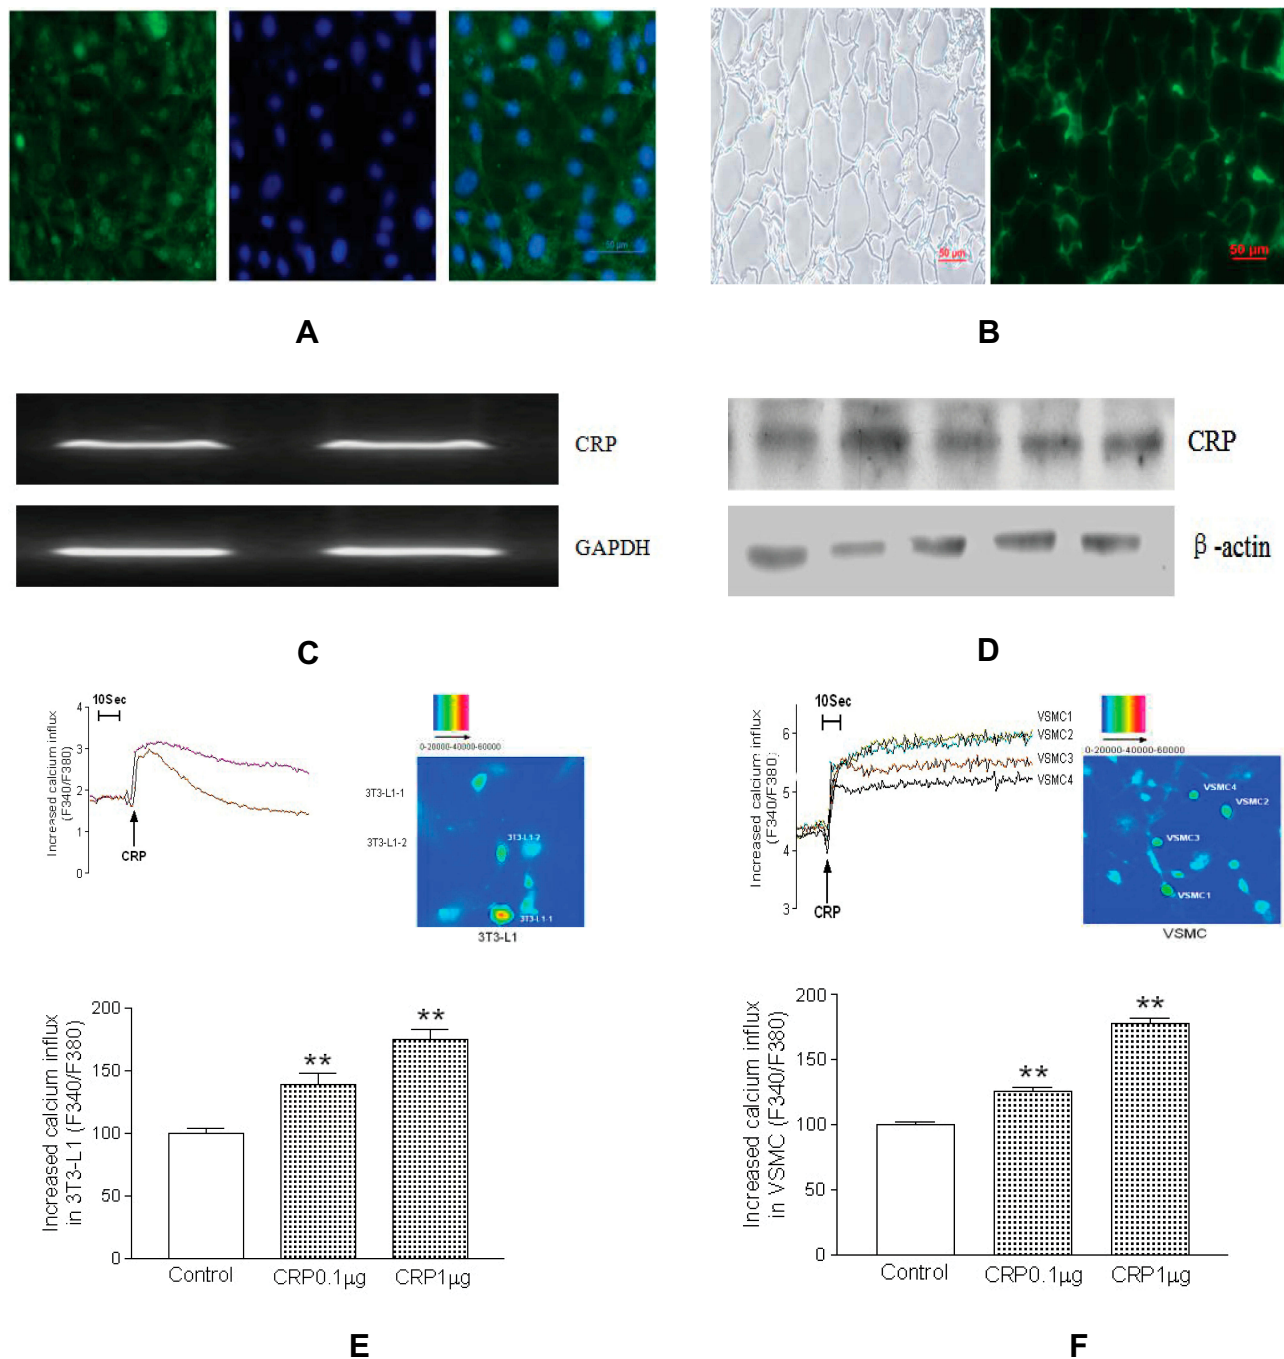 50 µm
50 µm
50 µm
A
B
CRP
GAPDH
CRP
β-actin
C
D
10Sec
4
3
2
1
0
Increased calcium influx
(F340/F380)
CRP
3T3-L1-1
3T3-L1-2
0-20000-40000-60000
3T3-L1-2
3T3-L1-1
3T3-L1
10Sec
6
5
4
3
Increased calcium influx
(F340/F380)
CRP
VSMC1
VSMC2
VSMC3
VSMC4
0-20000-40000-60000
VSMC4
VSMC2
VSMC3
VSMC1
VSMC
200
150
100
50
0
Increased calcium influx
in 3T3-L1 (F340/F380)
**
**
Control
CRP0.1µg
CRP1µg
E
200
150
100
50
0
Increased calcium influx
in VSMC (F340/F380)
**
**
Control
CRP0.1µg
CRP1µg
F